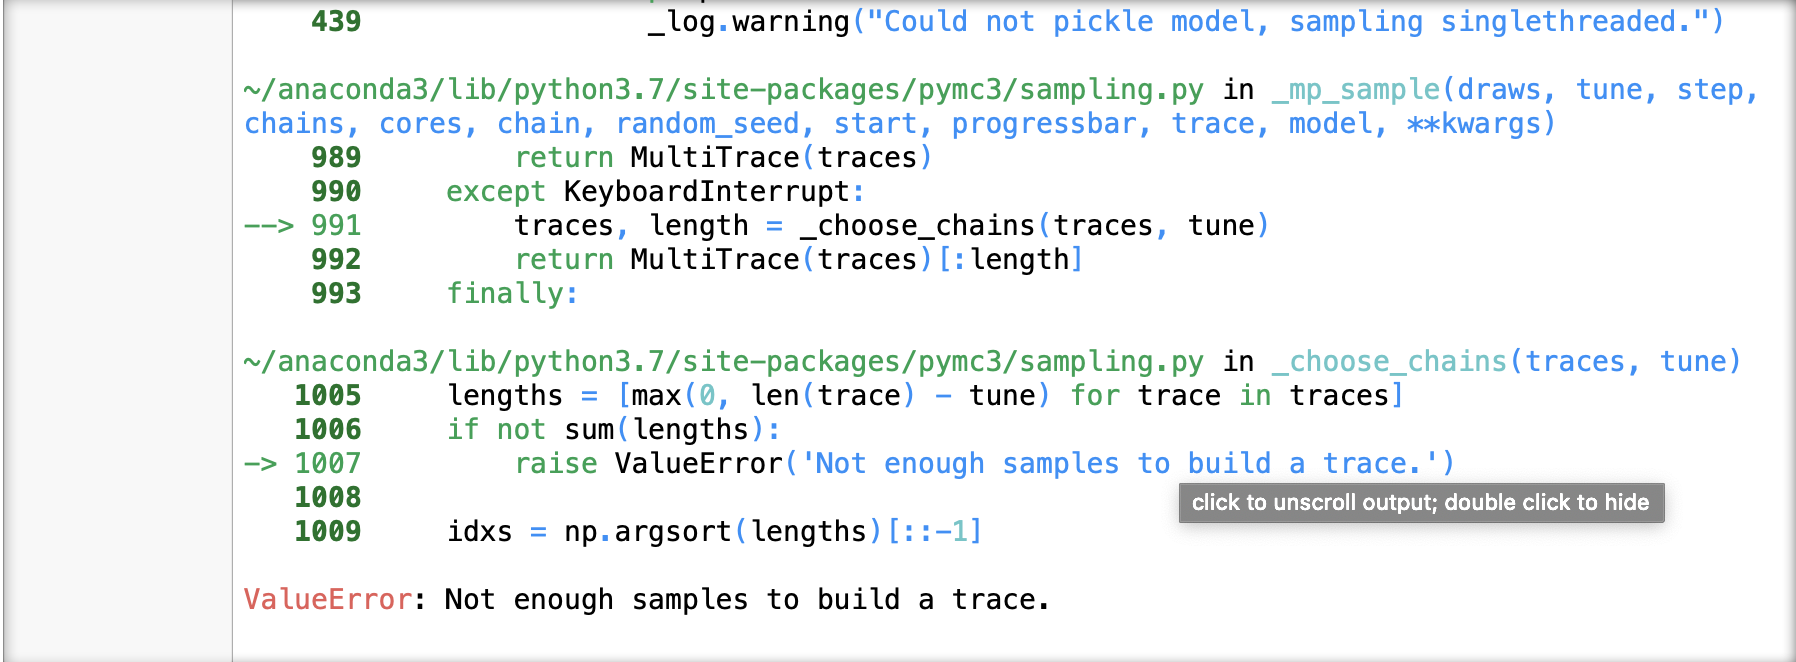 439 _log.warning("Could not pickle model, sampling singlethreaded.")
~/anaconda3/lib/python3.7/site-packages/pymc3/sampling.py in _mp_sample(draws, tune, step,
chains, cores, chain, random_seed, start, progressbar, trace, model, **kwargs)
989 return MultiTrace(traces)
990 except KeyboardInterrupt:
--> 991 traces, length = _choose_chains(traces, tune)
992 return MultiTrace(traces)[:length]
993 finally:
~/anaconda3/lib/python3.7/site-packages/pymc3/sampling.py in _choose_chains(traces, tune)
1005 lengths = [max(0, len(trace) - tune) for trace in traces]
1006 if not sum(lengths):
-> 1007 raise ValueError('Not enough samples to build a trace.')
1008
click to unscroll output; double click to hide
1009 idxs = np.argsort(lengths)[::-1]
ValueError: Not enough samples to build a trace.